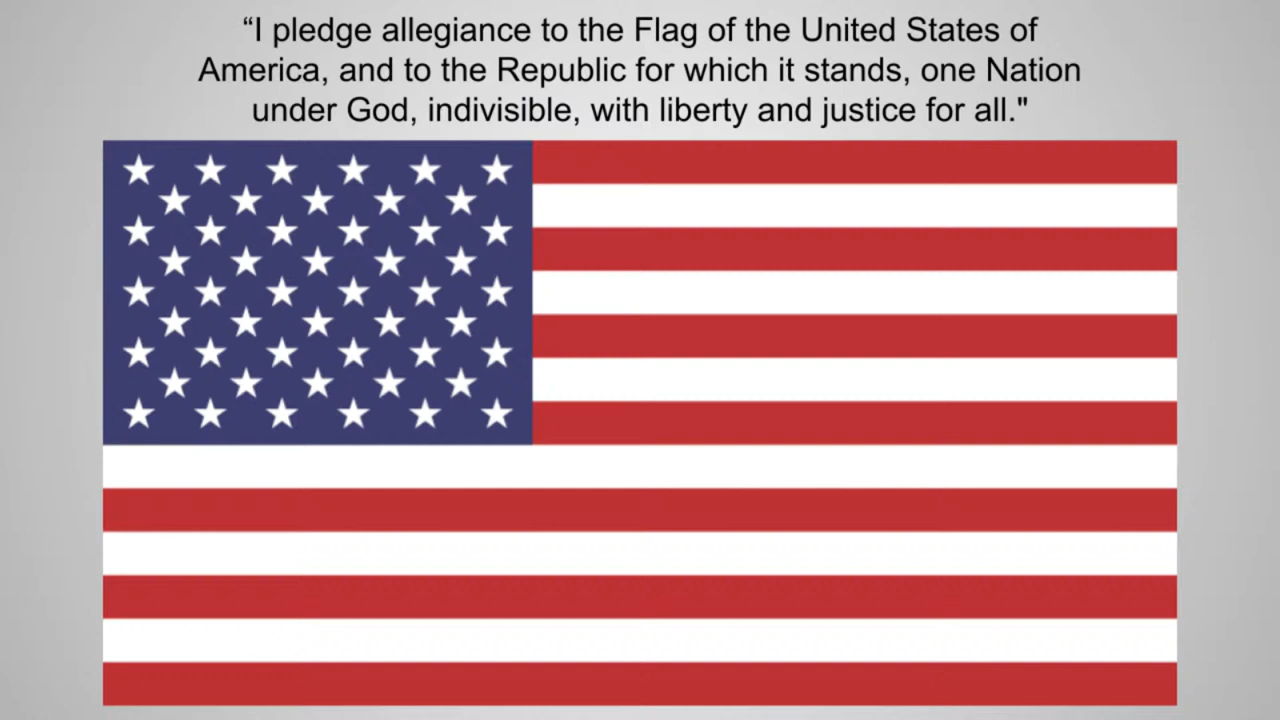 “I pledge allegiance to the Flag of the United States of
America, and to the Republic for which it stands, one Nation
under God, indivisible, with liberty and justice for all."